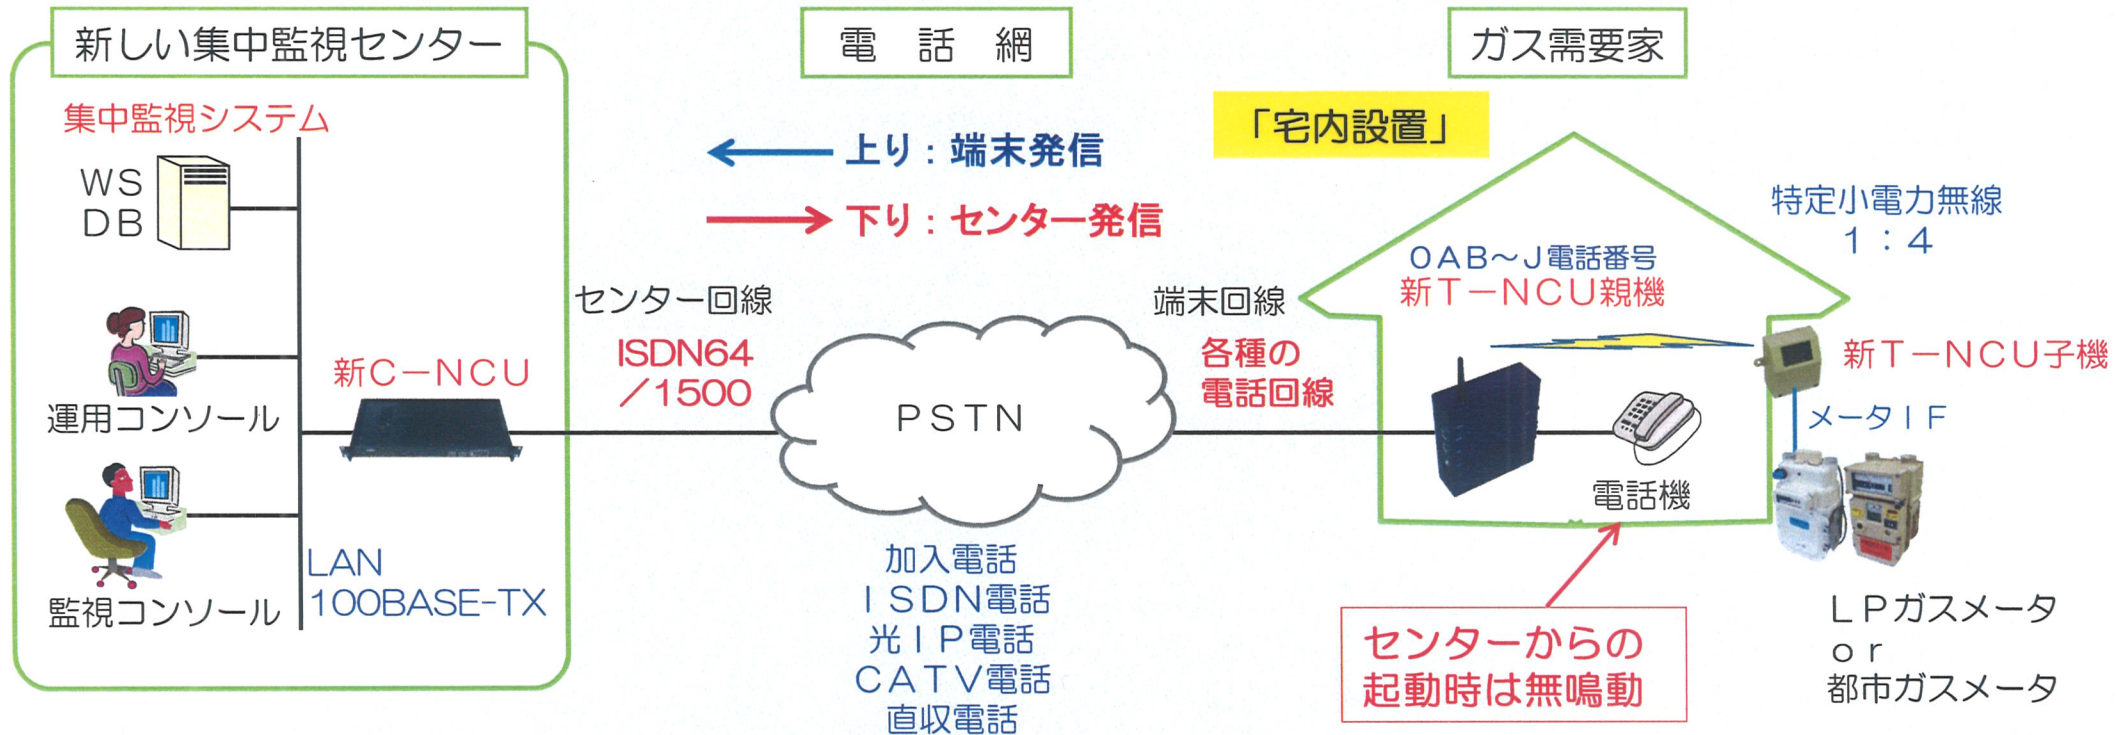 新しい集中監視センター
電話網
ガス需要家
集中監視システム
WS
DB
運用コンソール
監視コンソール
新C－NCU
LAN
100BASE-TX
← 上り：端末発信
→ 下り：センター発信
センター回線
ISDN64
／1500
PSTN
加入電話
ISDN電話
光IP電話
CATV電話
直収電話
端末回線
各種の
電話回線
「宅内設置」
0AB～J電話番号
新T－NCU親機
電話機
センターからの
起動時は無鳴動
特定小電力無線
1：4
新T－NCU子機
メータIF
LPガスメータ
or
都市ガスメータ